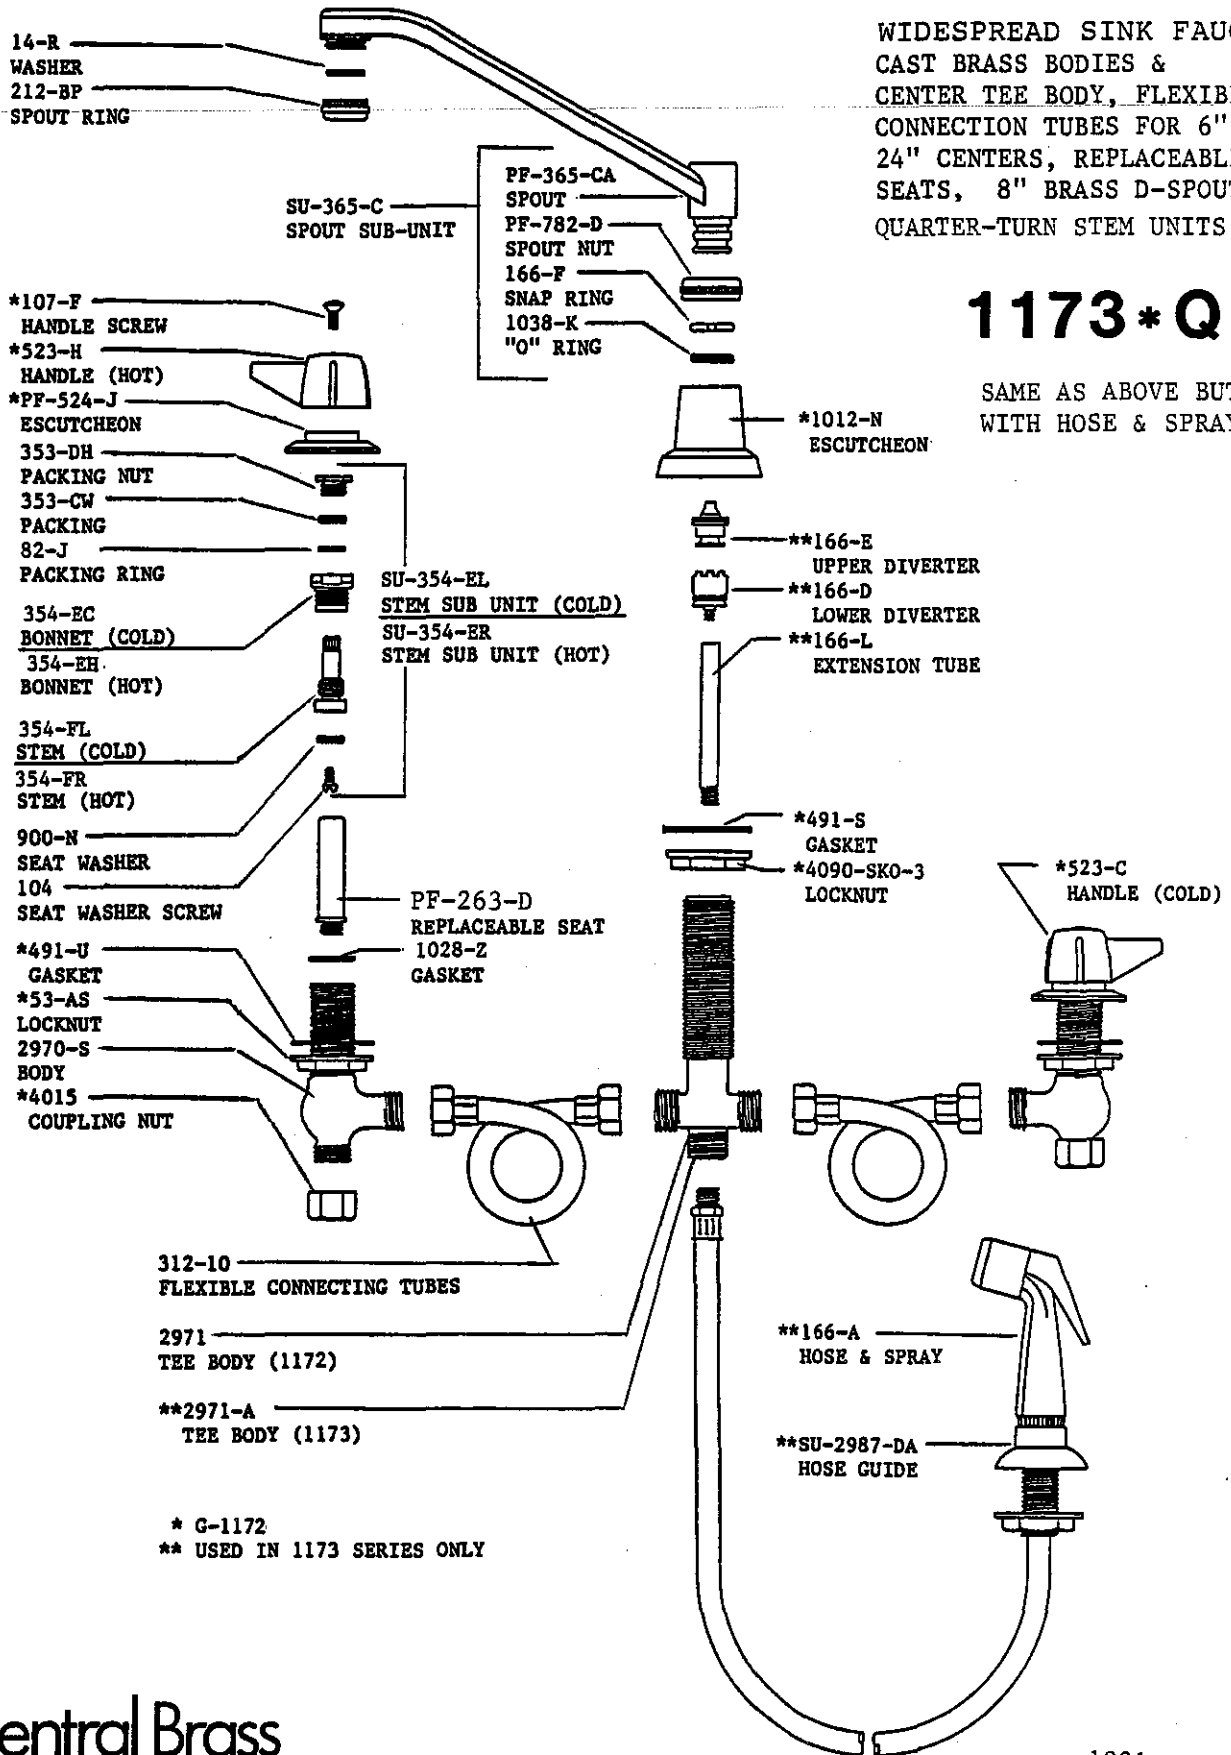 14-R
WASHER
212-BP
SPOUT RING
WIDESPREAD SINK
CAST BRASS BODIES &
CENTER TEE BODY,
CONNECTION TUBES FOR 6"
24" CENTERS,
SEATS, 8" BRASS
QUARTER-TURN STEM UNITS
1173*Q
SAME AS ABOVE
WITH HOSE &
SU-365-C
SPOUT SUB-UNIT
PF-365-CA
SPOUT
PF-782-D
SPOUT NUT
166-F
SNAP RING
1038-K
"O" RING
*107-F
HANDLE SCREW
*523-H
HANDLE (HOT)
*PF-524-J
ESCUTCHEON
353-DH
PACKING NUT
353-CW
PACKING
82-J
PACKING RING
354-EC
BONNET (COLD)
354-EH
BONNET (HOT)
354-FL
STEM (COLD)
354-FR
STEM (HOT)
900-N
SEAT WASHER
104
SEAT WASHER SCREW
*491-U
GASKET
*53-AS
LOCKNUT
2970-S
BODY
*4015
COUPLING NUT
SU-354-EL
STEM SUB UNIT (COLD)
SU-354-ER
STEM SUB UNIT (HOT)
PF-263-D
REPLACEABLE SEAT
1028-Z
GASKET
*1012-N
ESCUTCHEON
**166-E
UPPER DIVERTER
**166-D
LOWER DIVERTER
**166-L
EXTENSION TUBE
*491-S
GASKET
*4090-SKO-3
LOCKNUT
*523-C
HANDLE (COLD)
312-10
FLEXIBLE CONNECTING TUBES
2971
TEE BODY (1172)
**2971-A
TEE BODY (1173)
**166-A
HOSE & SPRAY
**SU-2987-DA
HOSE GUIDE
* G-1172
** USED IN 1173 SERIES ONLY
entral Brass